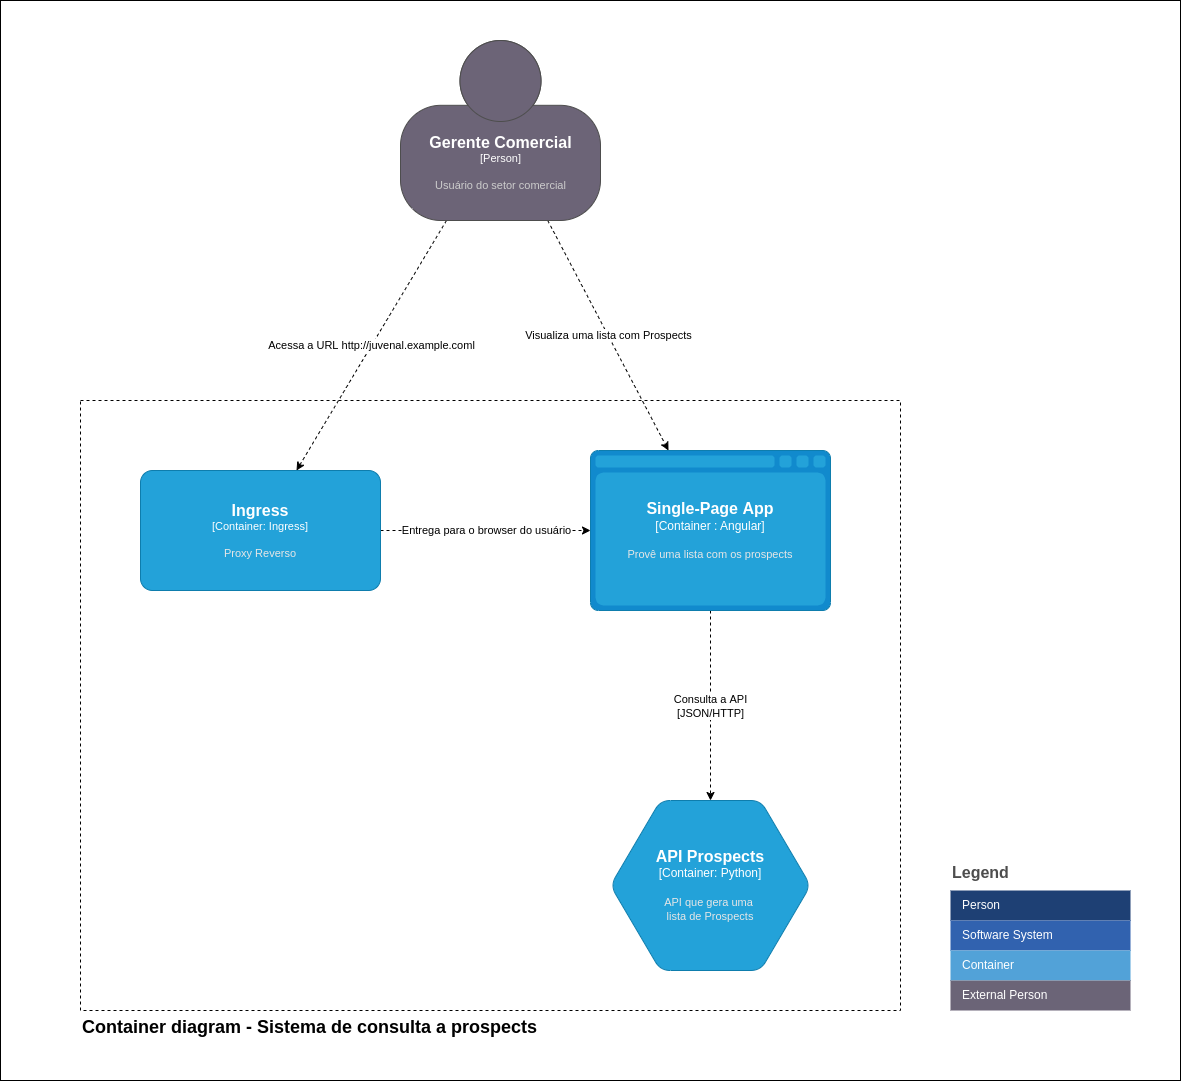 Gerente Comercial
[Person]
Usuário do setor comercial
Acessa a URL http://juvenal.example.coml
Visualiza uma lista com Prospects
Ingress
[Container: Ingress]
Proxy Reverso
Entrega para o browser do usuário
Single-Page App
[Container : Angular]
Provê uma lista com os prospects
Consulta a API
[JSON/HTTP]
API Prospects
[Container: Python]
API que gera uma
lista de Prospects
Legend
Person
Software System
Container
External Person
Container diagram - Sistema de consulta a prospects